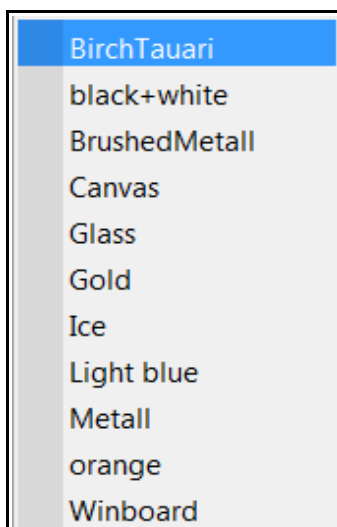 BirchTauari
black+white
BrushedMetall
Canvas
Glass
Gold
Ice
Light blue
Metall
orange
Winboard